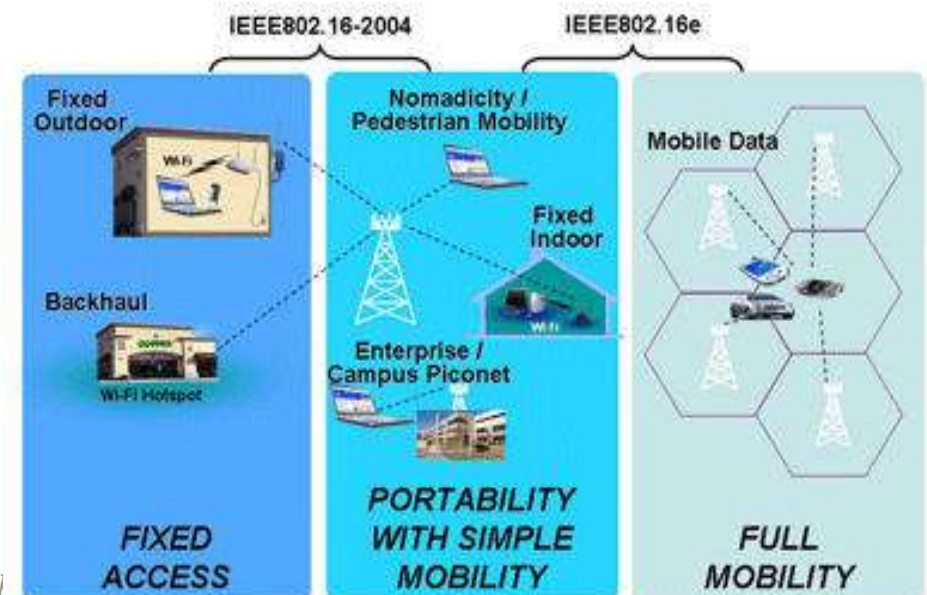 IEEE802.16-2004
IEEE802.16e
Fixed
Outdoor
Wi-Fi
Backhaul
Wi-Fi Hotspot
FIXED
ACCESS
Nomadicity /
Pedestrian Mobility
Fixed
Indoor
Wi-Fi
Enterprise /
Campus Piconet
PORTABILITY
WITH SIMPLE
MOBILITY
Mobile Data
FULL
MOBILITY